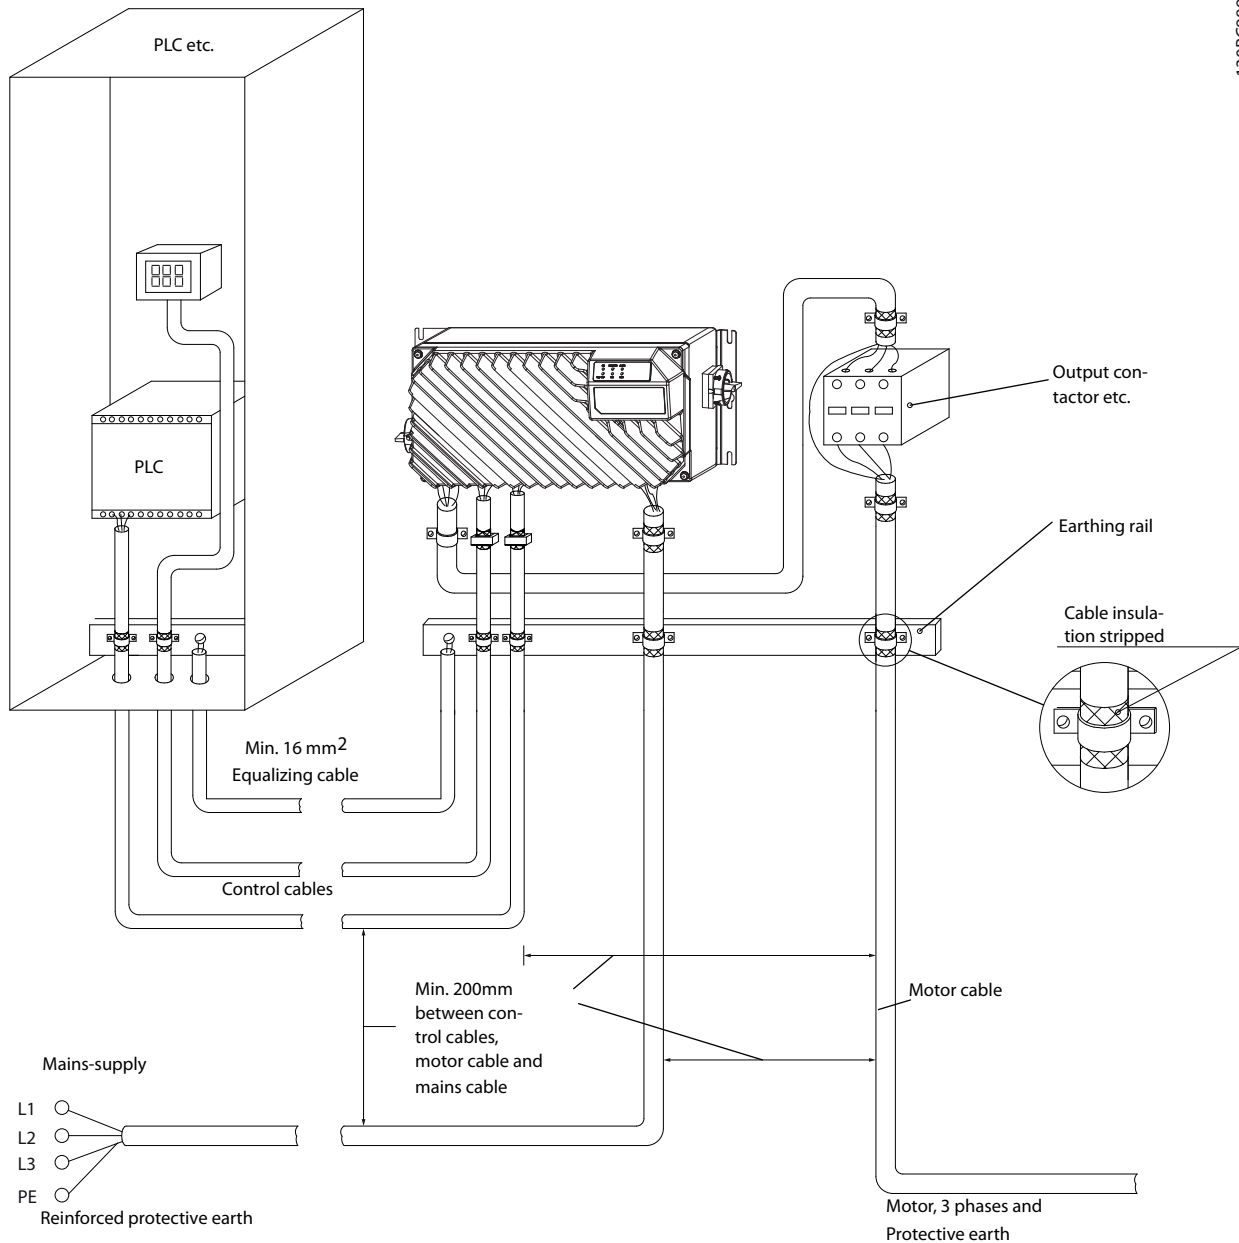 PLC etc.
PLC
Output con-
tactor etc.
Earthing rail
Cable insula-
tion stripped
Min. 16 mm2
Equalizing cable
Control cables
Min. 200mm
between con-
trol cables,
motor cable and
mains cable
Motor cable
Mains-supply
L1
L2
L3
PE
Reinforced protective earth
Motor, 3 phases and
Protective earth